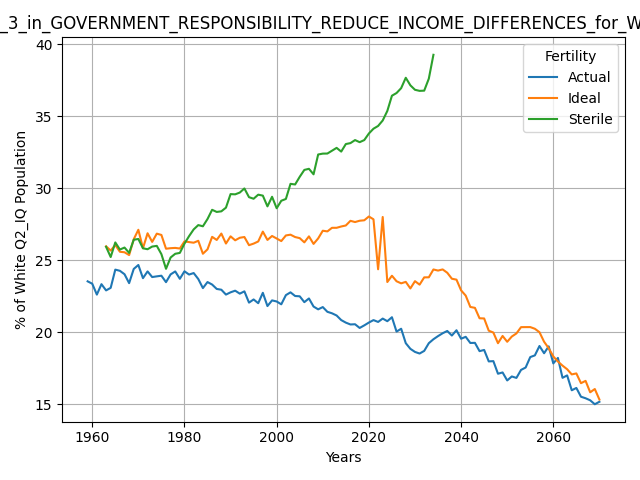 _3_in_GOVERNMENT_RESPONSIBILITY_REDUCE_INCOME_DIFFERENCES_for_W
40
35
30
25
20
15
% of White Q2_IQ Population
Fertility
Actual
Ideal
Sterile
1960 1980 2000 2020 2040 2060
Years